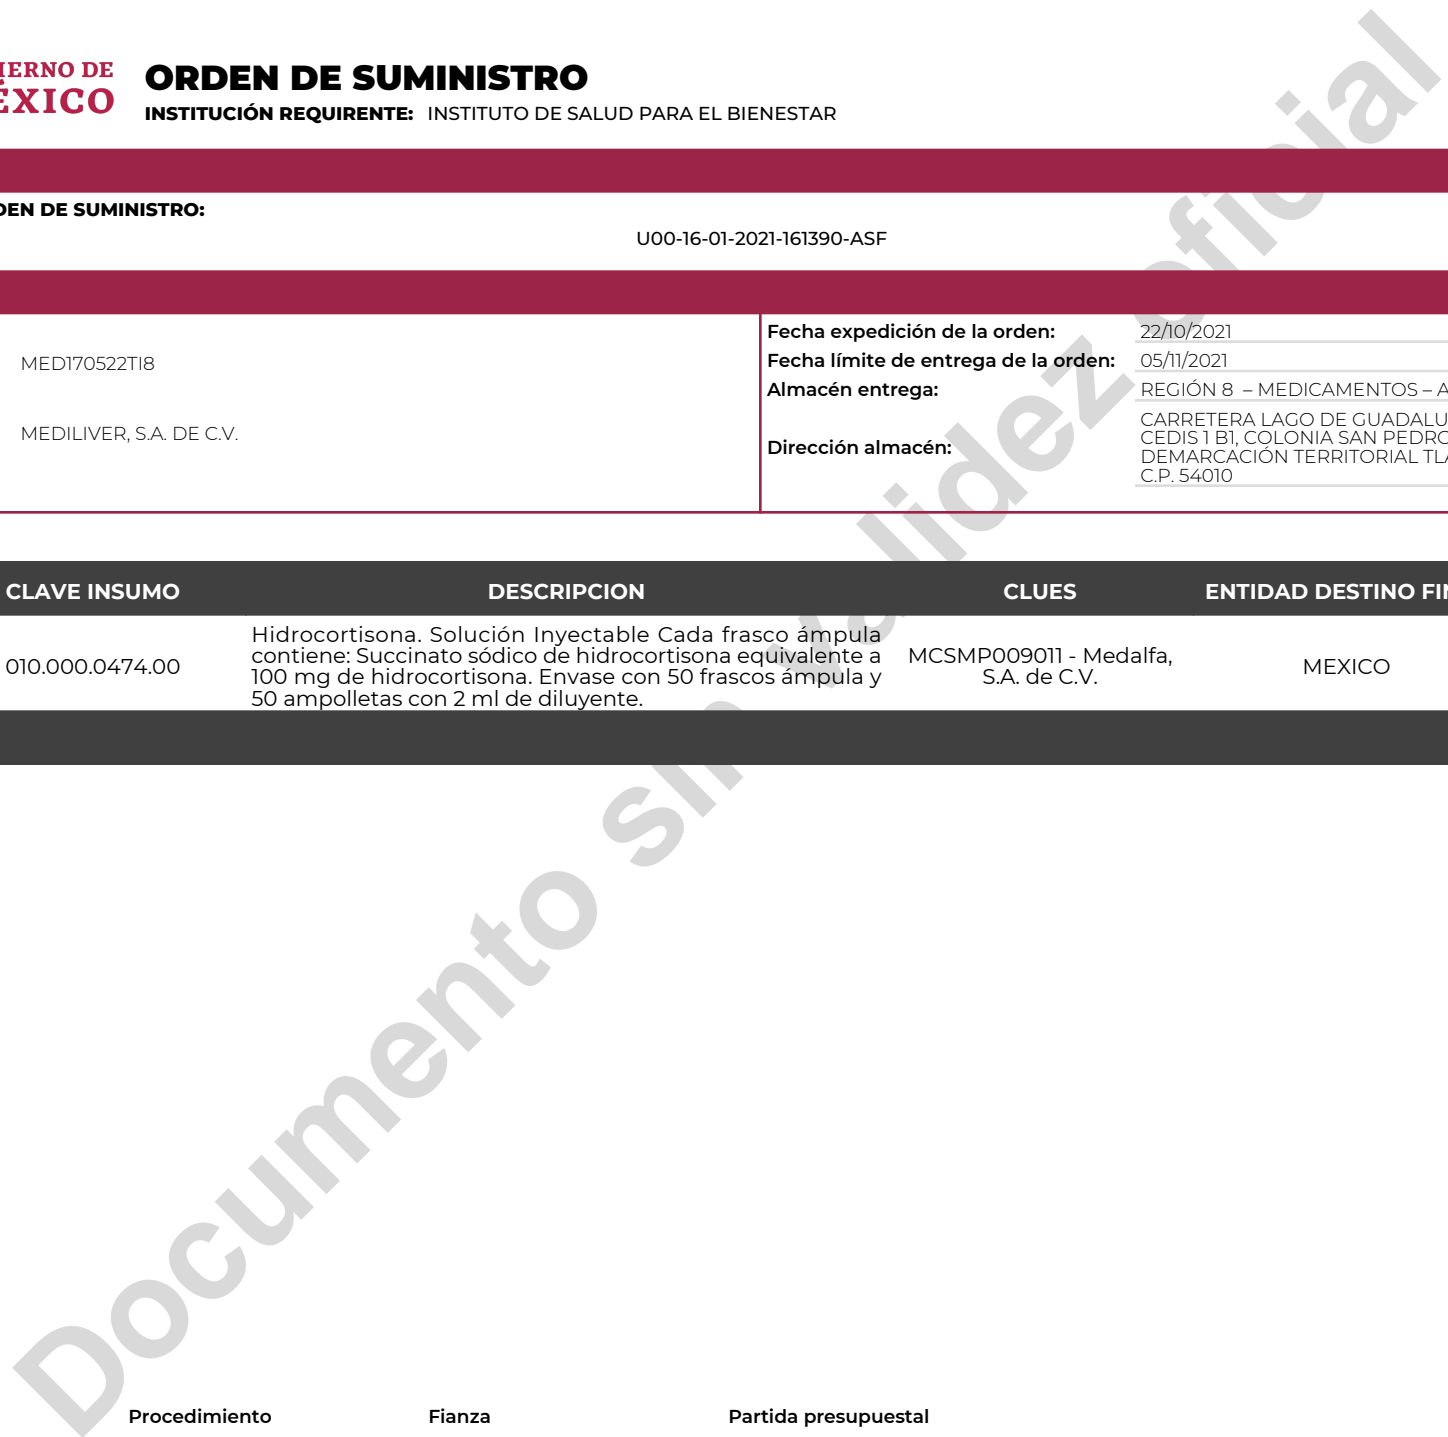 IERNO DE
ÉXICO
ORDEN DE SUMINISTRO
INSTITUCIÓN REQUIRENTE: INSTITUTO DE SALUD PARA EL BIENESTAR
DEN DE SUMINISTRO:
U00-16-01-2021-161390-ASF
MED170522TI8
MEDILIVER, S.A. DE C.V.
Fecha expedición de la orden: 22/10/2021
Fecha límite de entrega de la orden: 05/11/2021
Almacén entrega: REGIÓN 8 – MEDICAMENTOS – A
Dirección almacén:
CARRETERA LAGO DE GUADALU
CEDIS 1 B1, COLONIA SAN PEDRO
DEMARCACIÓN TERRITORIAL TLA
C.P. 54010
CLAVE INSUMO DESCRIPCION CLUES ENTIDAD DESTINO FIN
010.000.0474.00
Hidrocortisona. Solución Inyectable Cada frasco ámpula
contiene: Succinato sódico de hidrocortisona equivalente a
100 mg de hidrocortisona. Envase con 50 frascos ámpula y
50 ampolletas con 2 ml de diluyente.
MCSMP009011 - Medalfa,
S.A. de C.V.
MEXICO
Documento sin validez oficial
Procedimiento Fianza Partida presupuestal